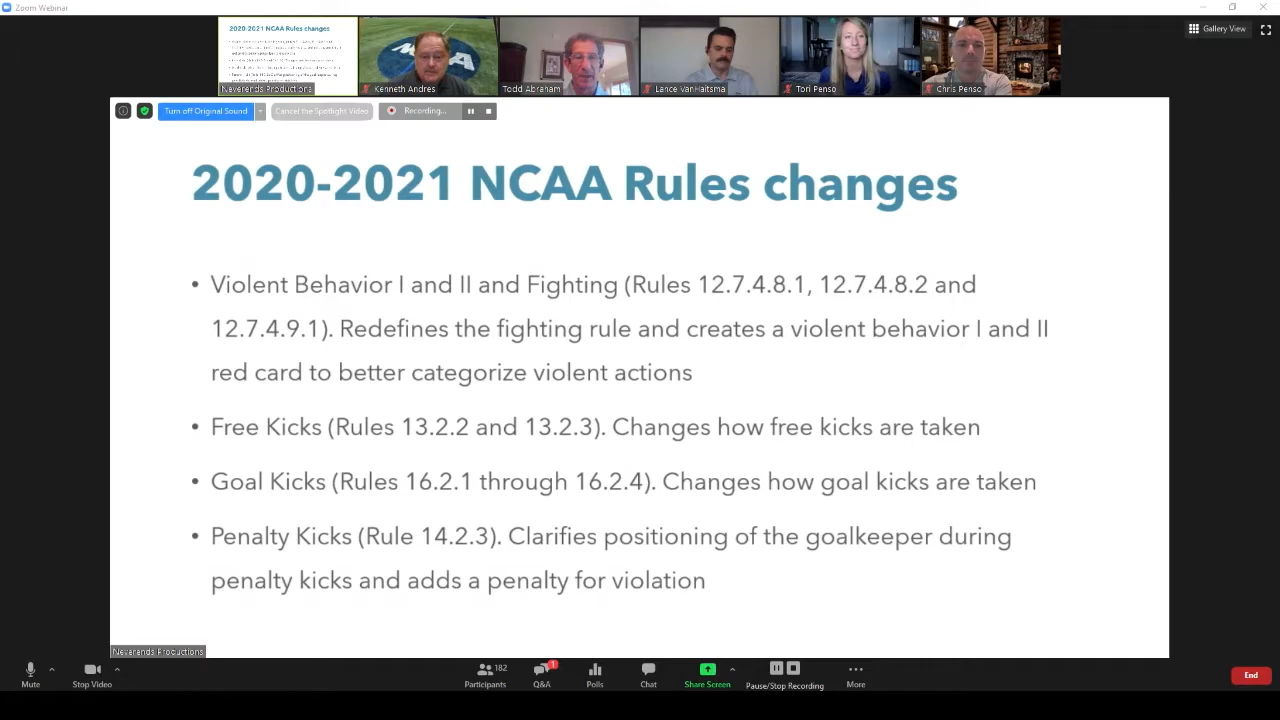 Zoom Webinar
2020-2021 NCAA Rules changes
Neverends Productions
Kenneth Andres
Todd Abraham
Lance VanHaitsma
Tori Penso
Chris Penso
Gallery View
Turn off Original Sound
Cancel the Spotlight Video
Recording...
2020-2021 NCAA Rules changes
• Violent Behavior I and II and Fighting (Rules 12.7.4.8.1, 12.7.4.8.2 and
12.7.4.9.1). Redefines the fighting rule and creates a violent behavior I and II
red card to better categorize violent actions
• Free Kicks (Rules 13.2.2 and 13.2.3). Changes how free kicks are taken
• Goal Kicks (Rules 16.2.1 through 16.2.4). Changes how goal kicks are taken
• Penalty Kicks (Rule 14.2.3). Clarifies positioning of the goalkeeper during
penalty kicks and adds a penalty for violation
Neverends Productions
Mute
Stop Video
182
Participants
1
Q&A
Polls
Chat
Share Screen
Pause/Stop Recording
More
End